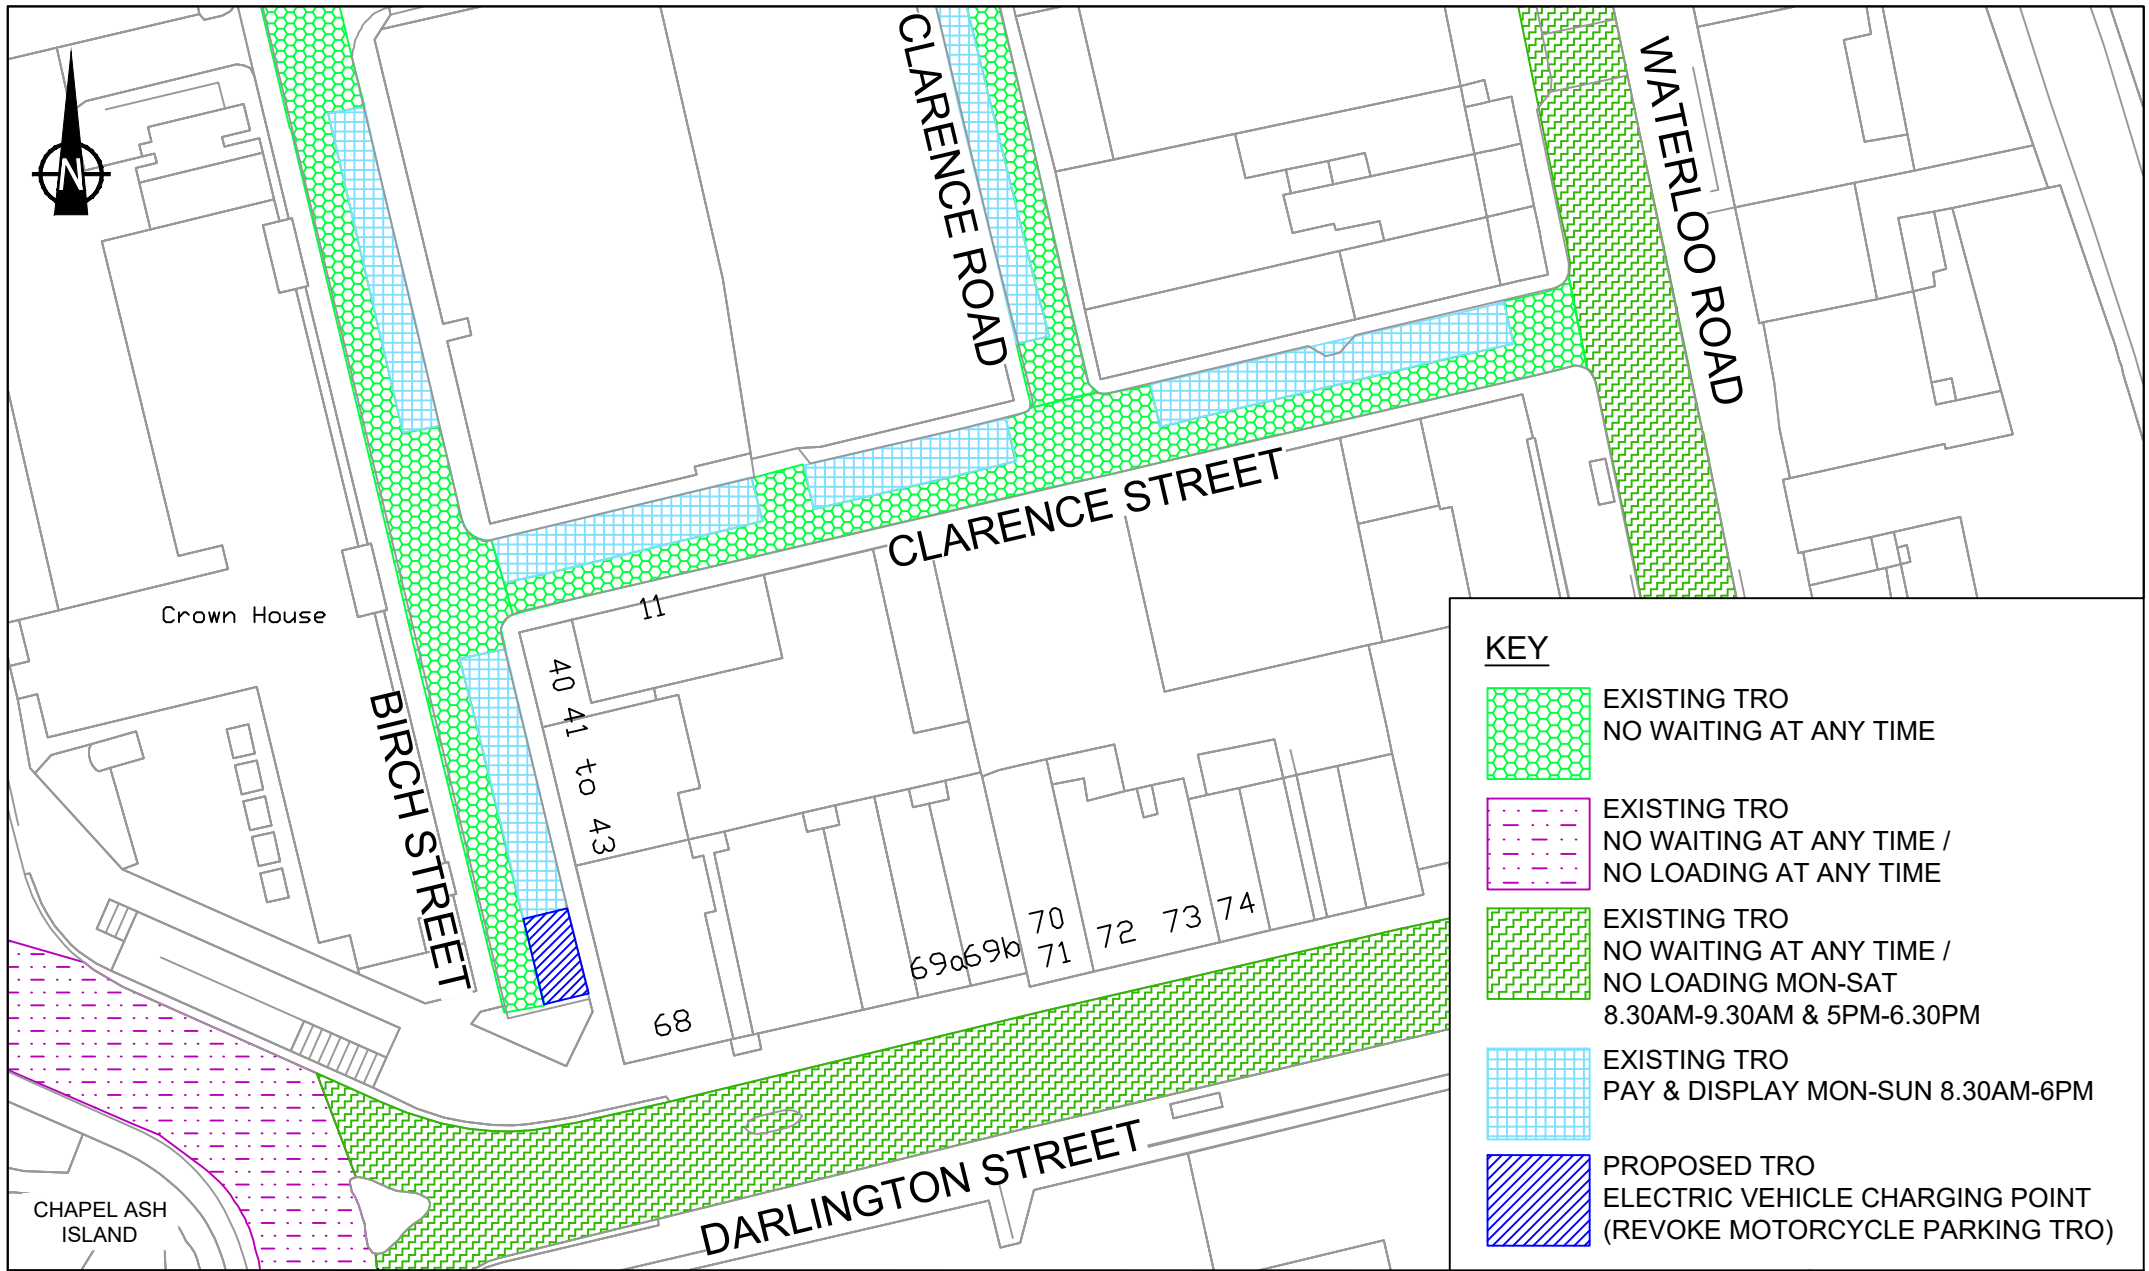 N
CLARENCE ROAD
WATERLOO ROAD
CLARENCE STREET
Crown House
11
40
41 to 43
BIRCH STREET
68
69a
69b
70
71
72
73
74
DARLINGTON STREET
CHAPEL ASH
ISLAND
KEY
EXISTING TRO
NO WAITING AT ANY TIME
EXISTING TRO
NO WAITING AT ANY TIME /
NO LOADING AT ANY TIME
EXISTING TRO
NO WAITING AT ANY TIME /
NO LOADING MON-SAT
8.30AM-9.30AM & 5PM-6.30PM
EXISTING TRO
PAY & DISPLAY MON-SUN 8.30AM-6PM
PROPOSED TRO
ELECTRIC VEHICLE CHARGING POINT
(REVOKE MOTORCYCLE PARKING TRO)